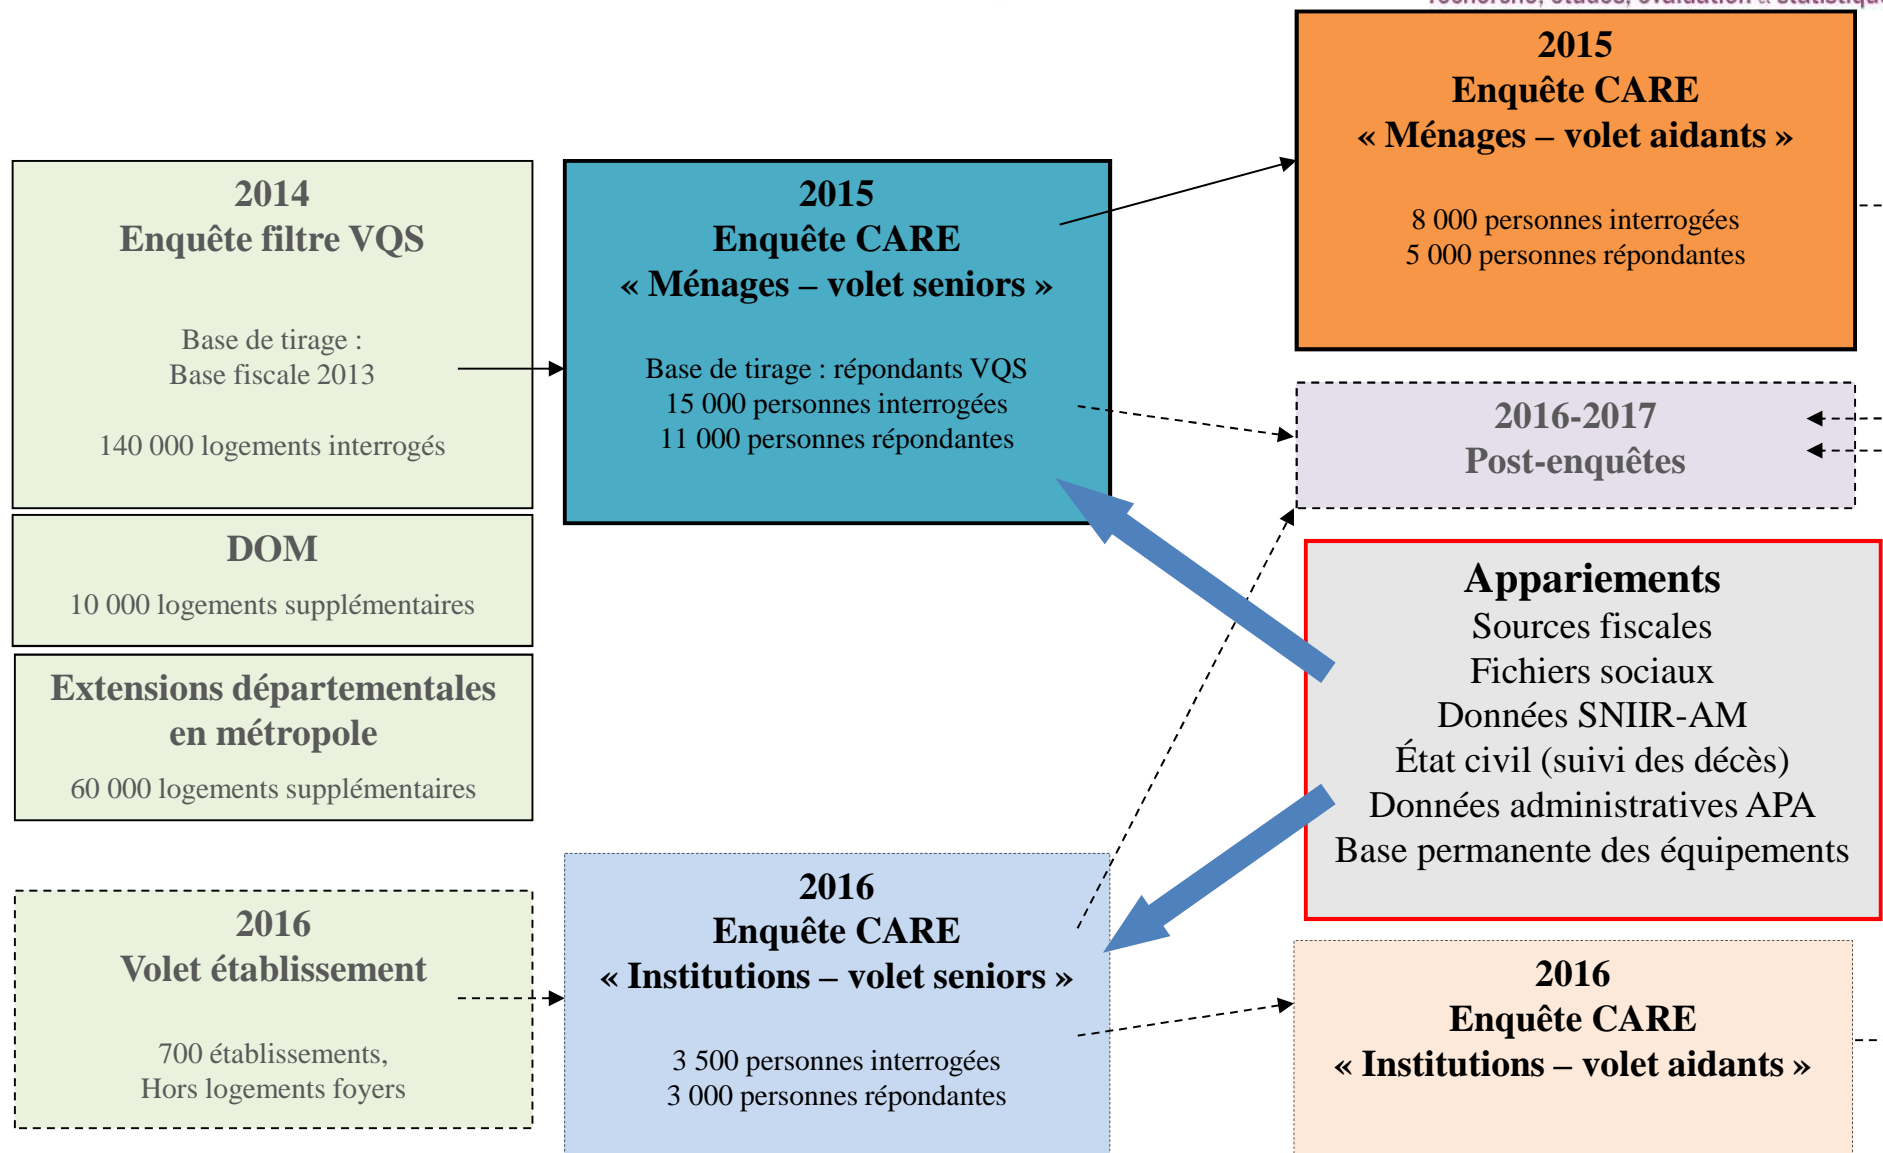 recherche, études, évaluation & statistique
2015
Enquête CARE
« Ménages – volet aidants »
8 000 personnes interrogées
5 000 personnes répondantes
2014
Enquête filtre VQS
Base de tirage :
Base fiscale 2013
140 000 logements interrogés
2015
Enquête CARE
« Ménages – volet seniors »
Base de tirage : répondants VQS
15 000 personnes interrogées
11 000 personnes répondantes
2016-2017
Post-enquêtes
DOM
10 000 logements supplémentaires
Extensions départementales
en métropole
60 000 logements supplémentaires
Appariements
Sources fiscales
Fichiers sociaux
Données SNIIR-AM
État civil (suivi des décès)
Données administratives APA
Base permanente des équipements
2016
Volet établissement
700 établissements,
Hors logements foyers
2016
Enquête CARE
« Institutions – volet seniors »
3 500 personnes interrogées
3 000 personnes répondantes
2016
Enquête CARE
« Institutions – volet aidants »